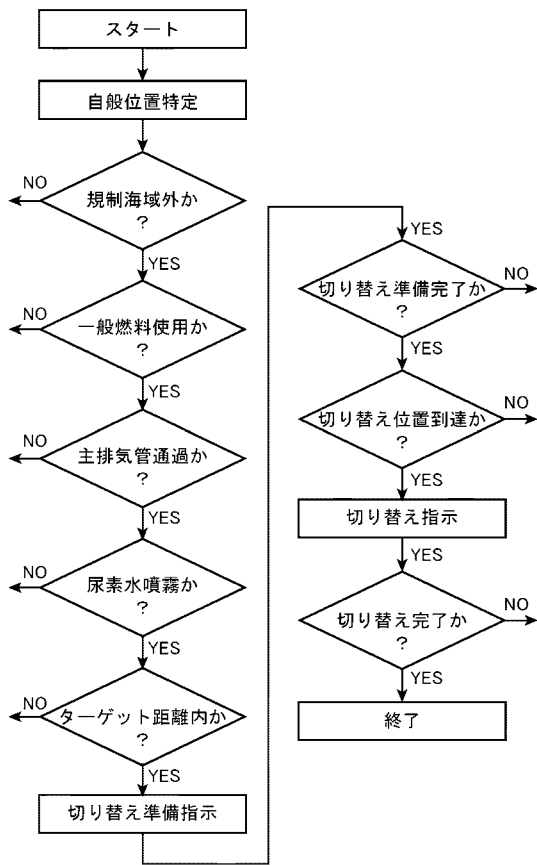 スタート
自般位置特定
規制海域外か
?
NO
YES
一般燃料使用か
?
NO
YES
主排気管通過か
?
NO
YES
尿素水噴霧か
?
NO
YES
ターゲット距離内か
?
NO
YES
切り替え準備指示
YES
切り替え準備完了か
?
NO
YES
切り替え位置到達か
?
NO
YES
切り替え指示
YES
切り替え完了か
?
NO
YES
終了